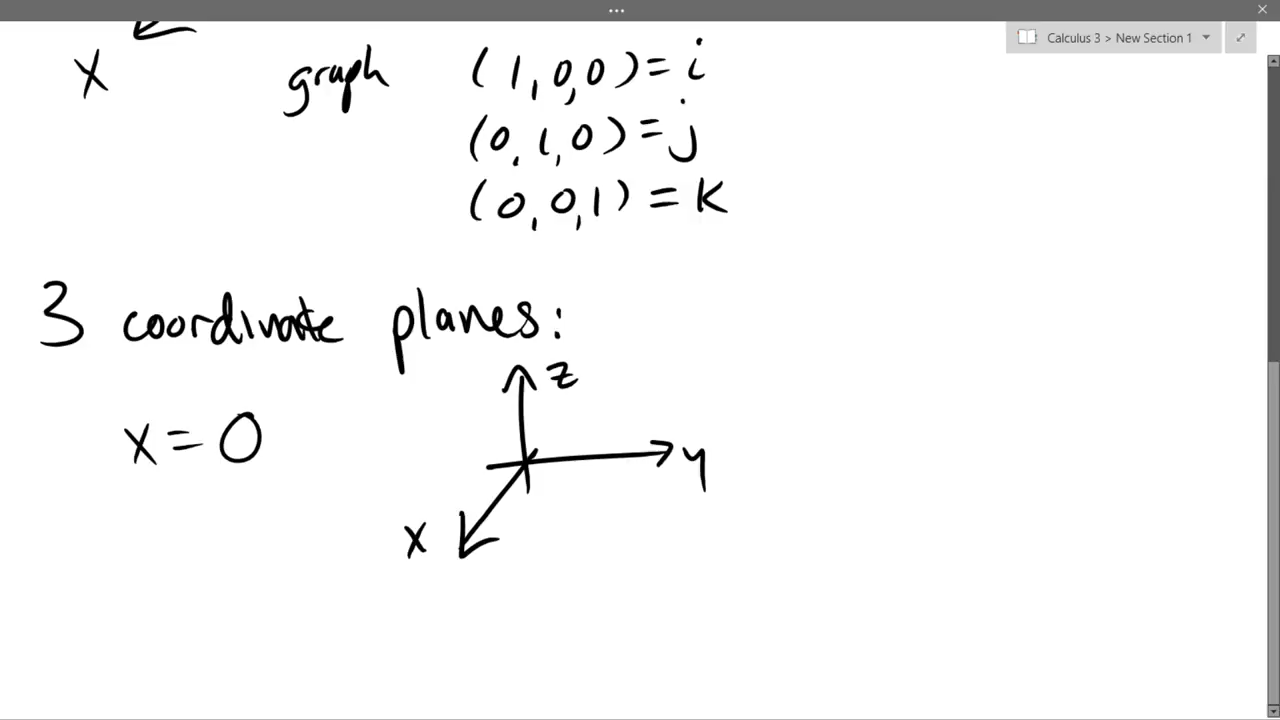 Calculus 3 > New Section 1
x
graph (1,0,0) = i
(0,1,0) = j
(0,0,1) = k
3 coordinate planes:
z
x = 0
y
x